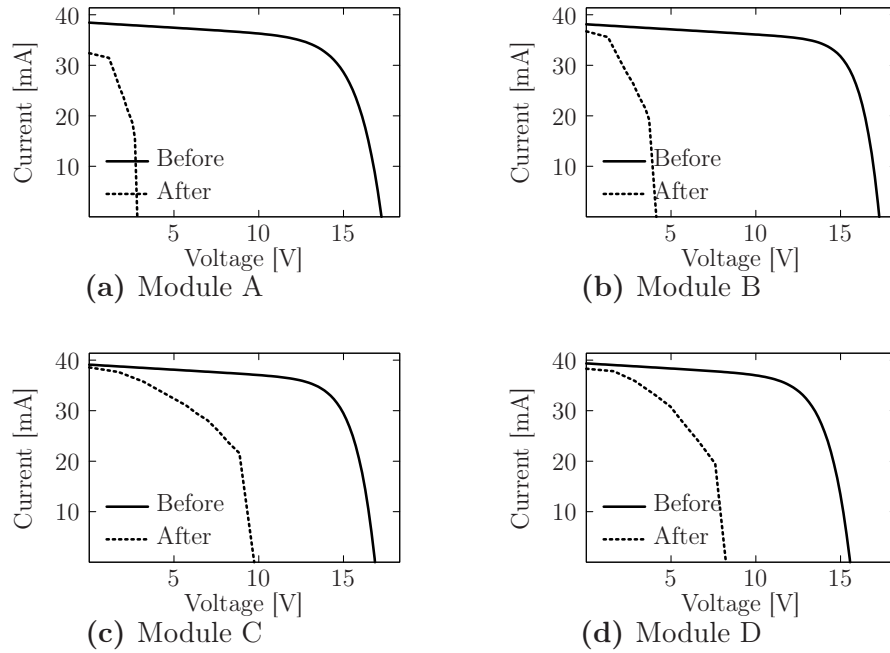 40
30
20
10
Current [mA]
Before
After
5 10 15
Voltage [V]
(a) Module A
40
30
20
10
Current [mA]
Before
After
5 10 15
Voltage [V]
(b) Module B
40
30
20
10
Current [mA]
Before
After
5 10 15
Voltage [V]
(c) Module C
40
30
20
10
Current [mA]
Before
After
5 10 15
Voltage [V]
(d) Module D